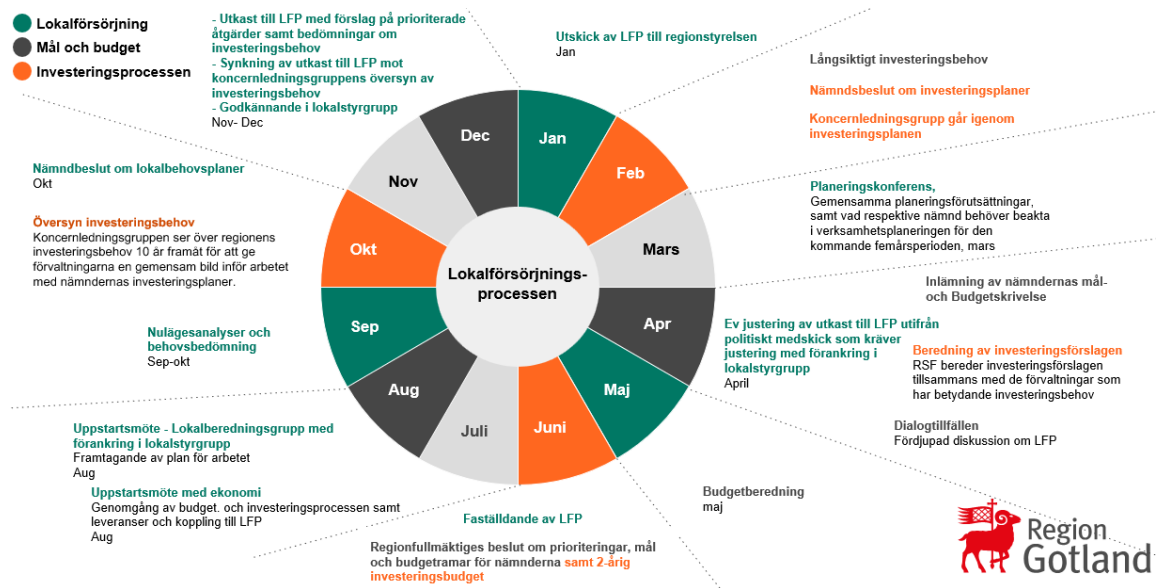 Lokalförsörjning
Mål och budget
Investeringsprocessen
- Utkast till LFP med förslag på prioriterade
åtgärder samt bedömningar om
investeringsbehov
- Synkning av utkast till LFP mot
koncernledningsgruppens översyn av
investeringsbehov
- Godkännande i lokalstyrgrupp
Nov- Dec
Utskick av LFP till regionstyrelsen
Jan
Långsiktigt investeringsbehov
Nämndsbeslut om investeringsplaner
Koncernledningsgrupp går igenom
investeringsplanen
Planeringskonferens,
Gemensamma planeringsförutsättningar,
samt vad respektive nämnd behöver beakta
i verksamhetsplaneringen för den
kommande femårsperioden, mars
Inlämning av nämndernas mål-
och Budgetskrivelse
Ev justering av utkast till LFP utifrån
politiskt medskick som kräver
justering med förankring i
lokalstyrgrupp
April
Beredning av investeringsförslagen
RSF bereder investeringsförslagen
tillsammans med de förvaltningar som
har betydande investeringsbehov
Dialogtillfällen
Fördjupad diskussion om LFP
Budgetberedning
maj
Faställdande av LFP
Regionfullmäktiges beslut om prioriteringar, mål
och budgetramar för nämnderna samt 2-årig
investeringsbudget
Uppstartsmöte med ekonomi
Genomgång av budget. och investeringsprocessen samt
leveranser och koppling till LFP
Aug
Uppstartsmöte - Lokalberedningsgrupp med
förankring i lokalstyrgrupp
Framtagande av plan för arbetet
Aug
Nulägesanalyser och
behovsbedömning
Sep-okt
Översyn investeringsbehov
Koncernledningsgruppen ser över regionens
investeringsbehov 10 år framåt för att ge
förvaltningarna en gemensam bild inför arbetet
med nämndernas investeringsplaner.
Nämndbeslut om lokalbehovsplaner
Okt
Jan
Feb
Mars
Apr
Maj
Juni
Juli
Aug
Sep
Okt
Nov
Dec
Lokalförsörjnings-
processen
Region
Gotland